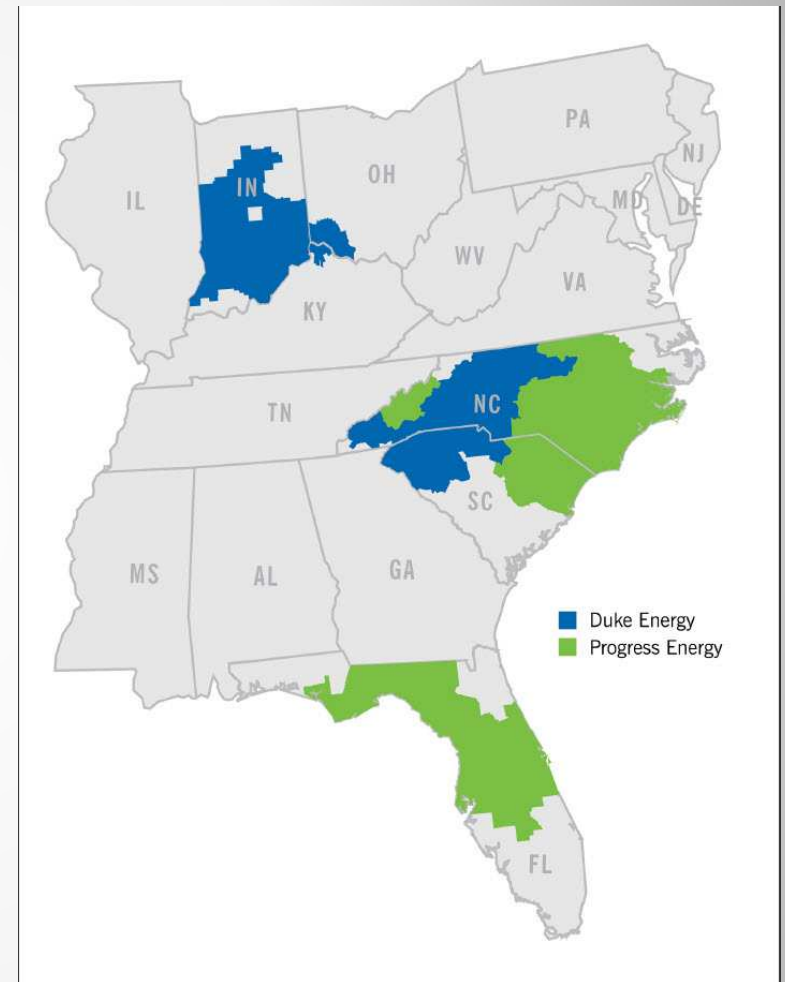 PA
NJ
OH
IN
IL
MD
DE
WV
VA
KY
NC
TN
SC
MS
AL
GA
Duke Energy
Progress Energy
FL